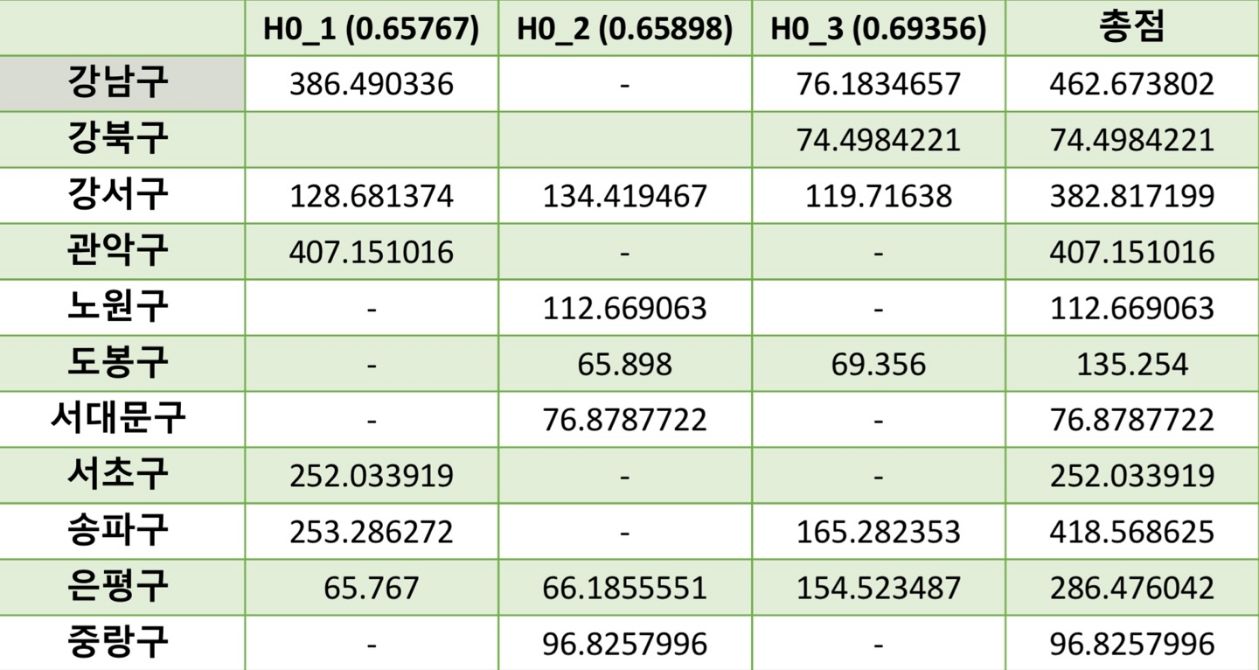 H0_1 (0.65767) H0_2 (0.65898) H0_3 (0.69356) 총점
강남구 386.490336 - 76.1834657 462.673802
강북구 74.4984221 74.4984221
강서구 128.681374 134.419467 119.71638 382.817199
관악구 407.151016 - - 407.151016
노원구 - 112.669063 - 112.669063
도봉구 - 65.898 69.356 135.254
서대문구 - 76.8787722 - 76.8787722
서초구 252.033919 - - 252.033919
송파구 253.286272 - 165.282353 418.568625
은평구 65.767 66.1855551 154.523487 286.476042
중랑구 - 96.8257996 - 96.8257996